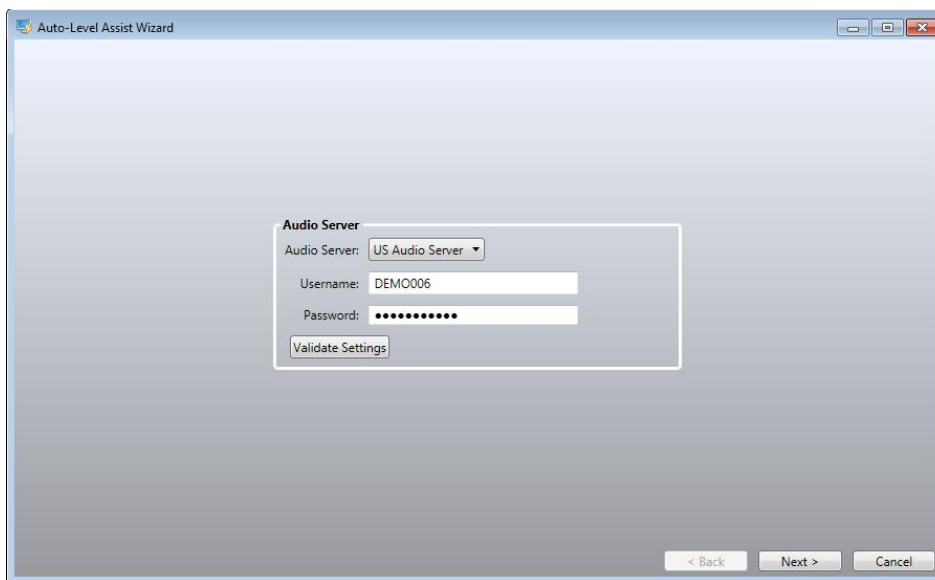 Auto-Level Assist Wizard
Audio Server
Audio Server: US Audio Server
Username: DEMO006
Password: ●●●●●●●●●●●
Validate Settings
< Back Next > Cancel